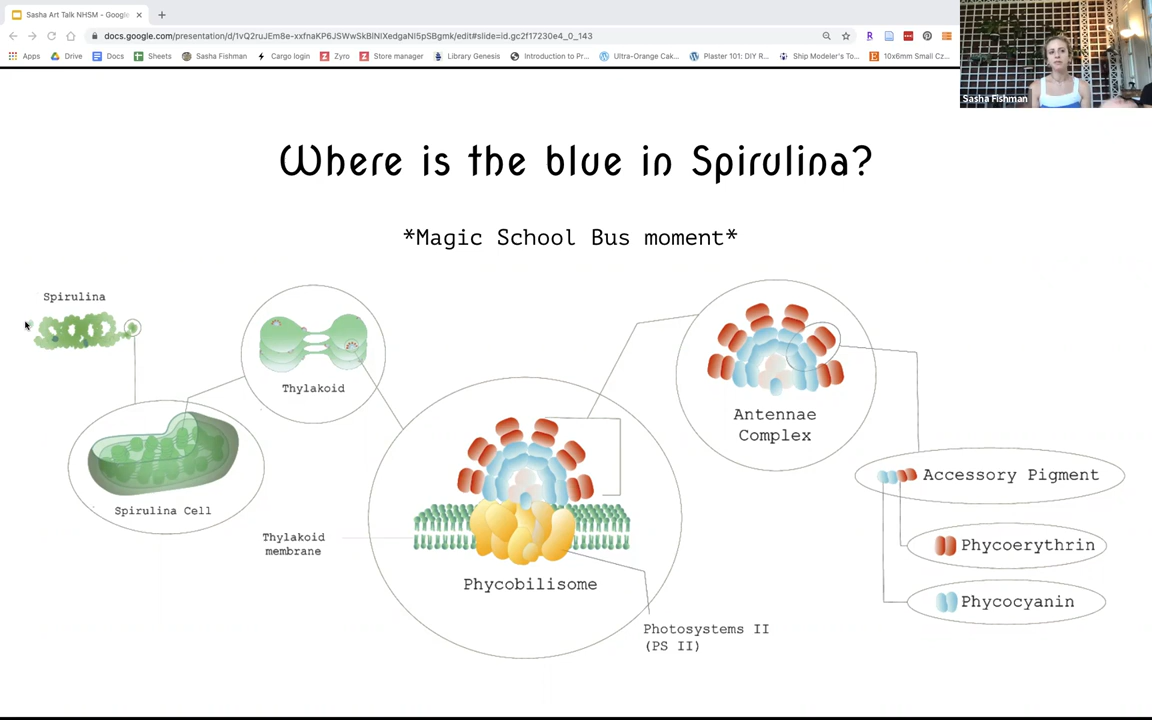 Sasha Art Talk NHSM - Google
docs.google.com/presentation/d/1vQ2ruJEm8e-xxfnaKP6JSWwSkBlNlXedgaNI5pSBgmk/edit#slide=id.gc2f17230e4_0_143
Apps Drive Docs Sheets Sasha Fishman Cargo login Zyro Store manager Library Genesis Introduction to Pr... Ultra-Orange Cak... Plaster 101: DIY R... Ship Modeler's To... 10x6mm Small Cz...
Sasha Fishman
Where is the blue in Spirulina?
*Magic School Bus moment*
Spirulina
Thylakoid
Spirulina Cell
Thylakoid
membrane
Phycobilisome
Photosystems II
(PS II)
Antennae
Complex
Accessory Pigment
Phycoerythrin
Phycocyanin